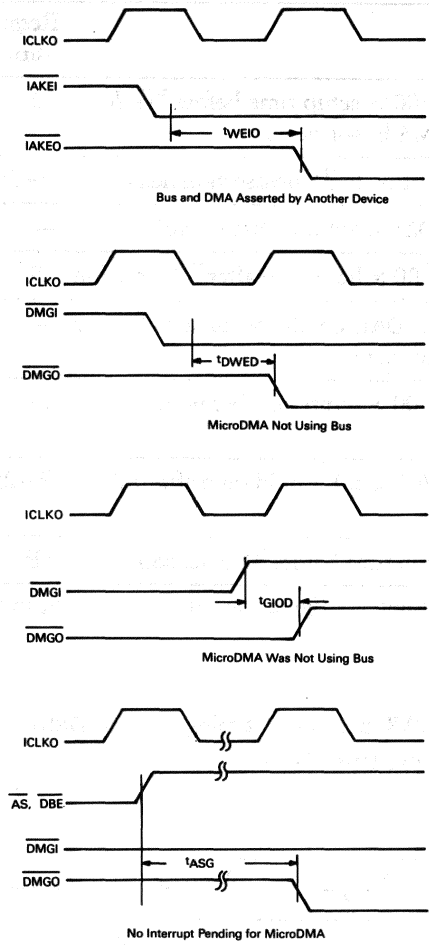 ICLKO
IAKEI
tWEIO
IAKEO
Bus and DMA Asserted by Another Device
ICLKO
DMGI
tDWED
DMGO
MicroDMA Not Using Bus
ICLKO
DMGI
tGIOD
DMGO
MicroDMA Was Not Using Bus
ICLKO
AS, DBE
DMGI
tASG
DMGO
No Interrupt Pending for MicroDMA